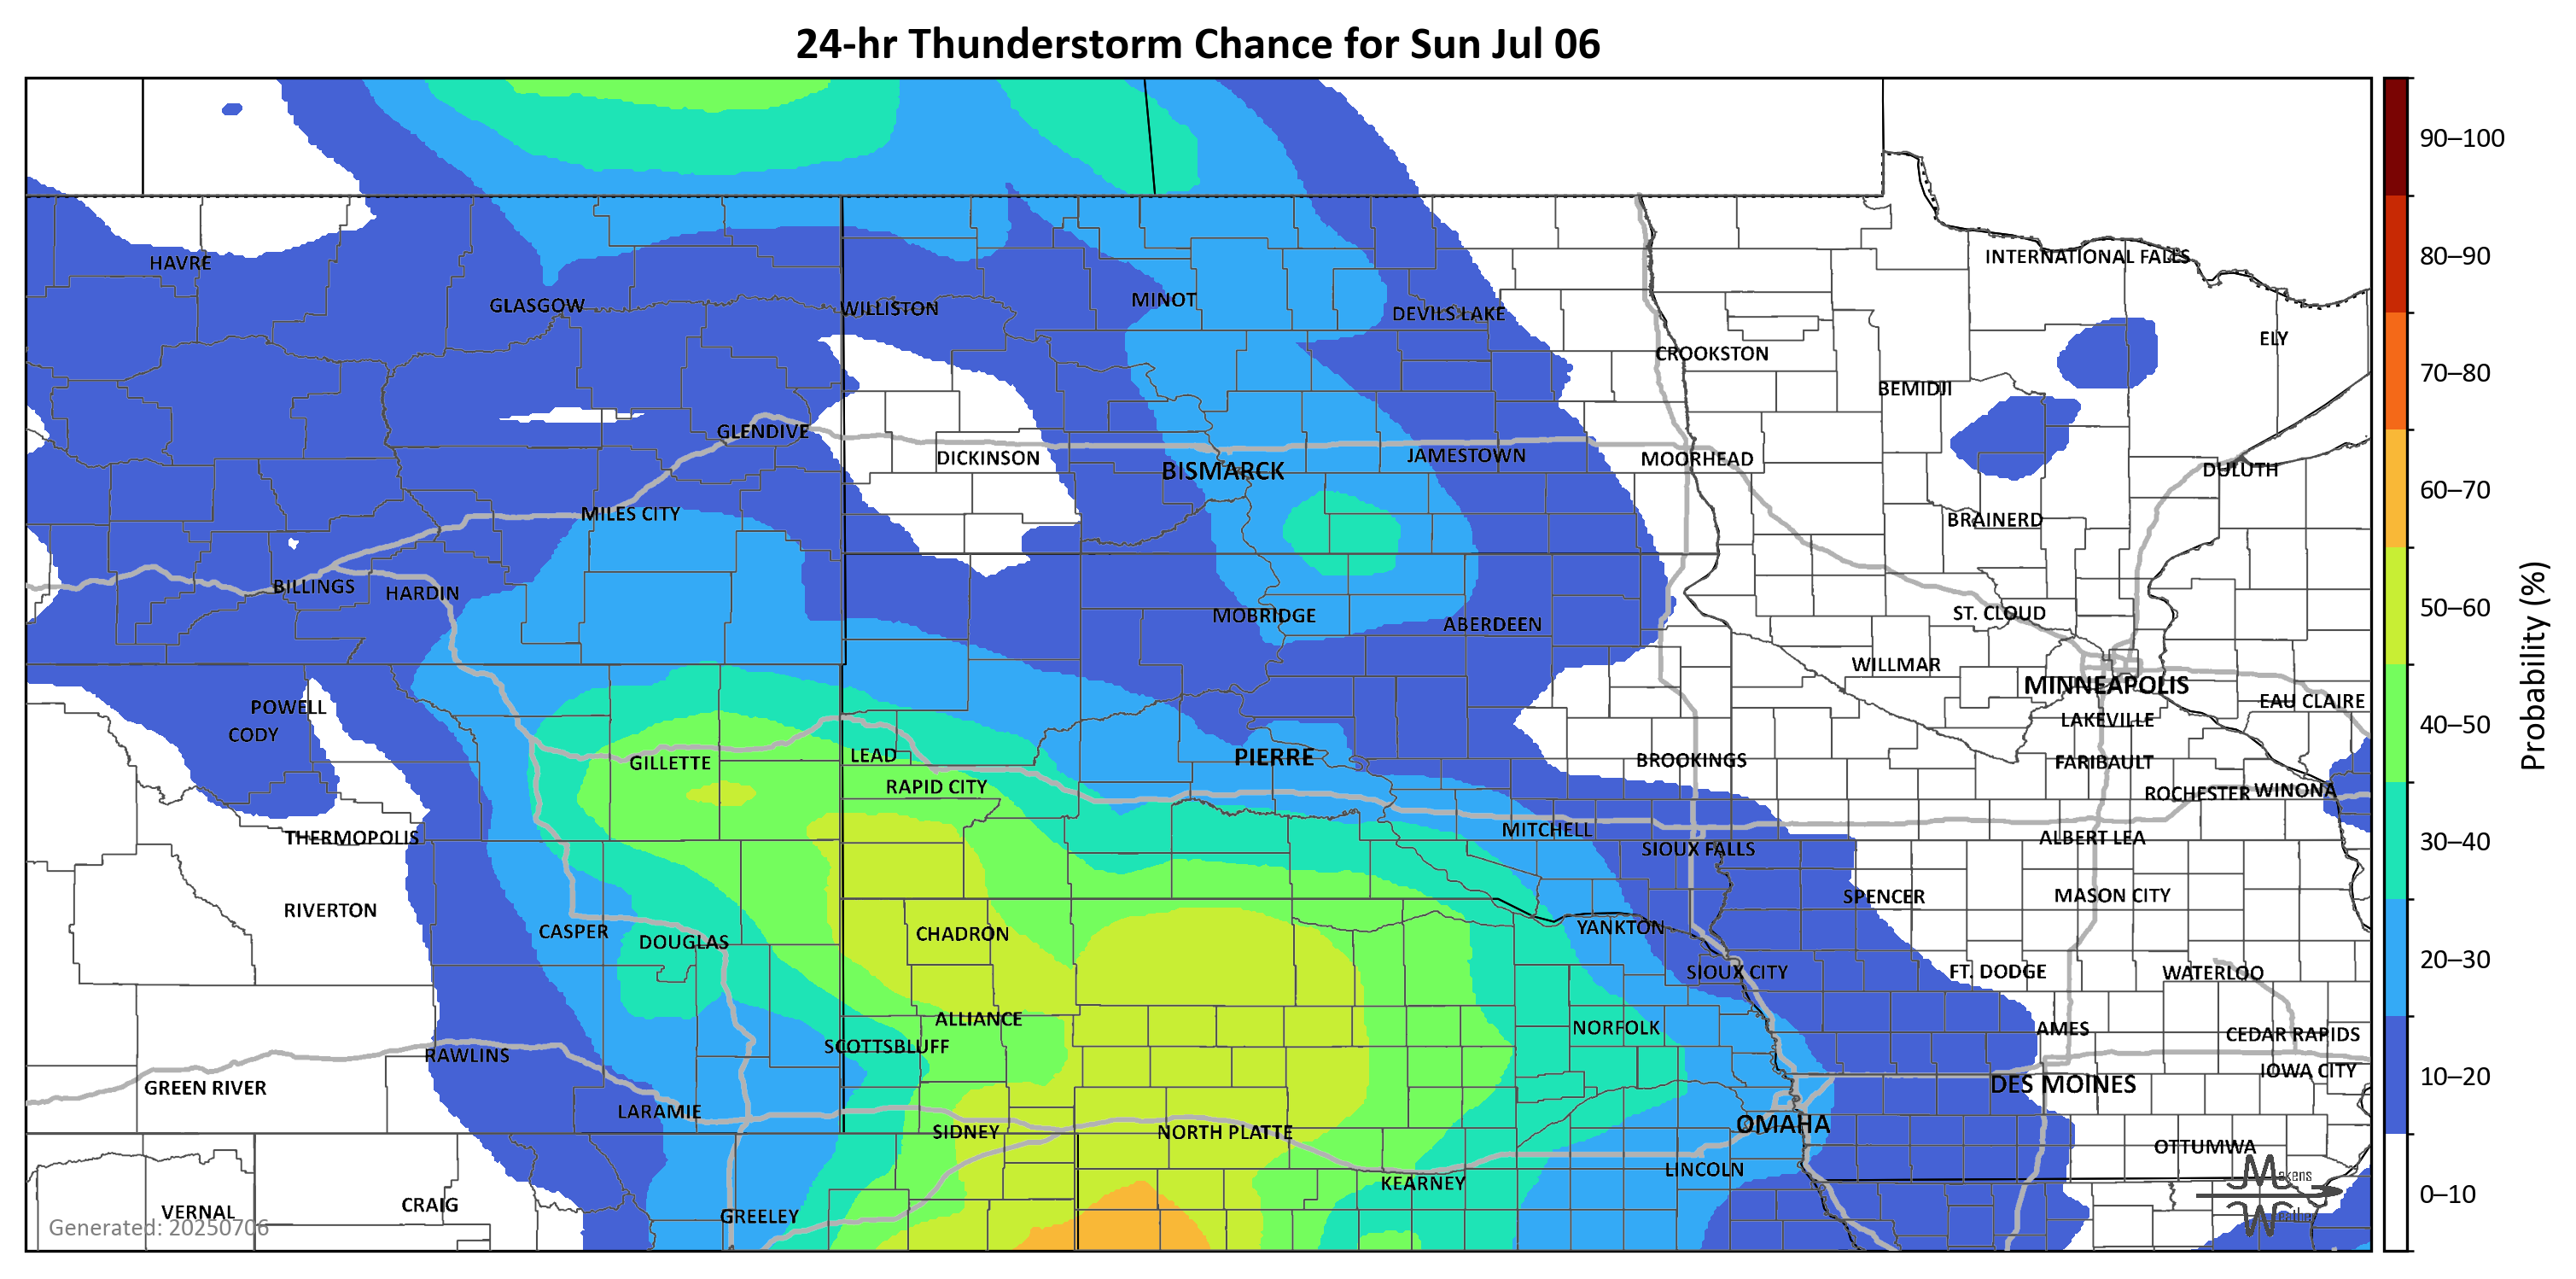 24-hr Thunderstorm Chance for Sun Jul 06
90–100
INTERNATIONAL FALLS
80–90
HAVRE
GLASGOW
WILLISTON
MINOT
DEVILS LAKE
ELY
CROOKSTON
70–80
BEMIDJI
GLENDIVE
DICKINSON
BISMARCK
JAMESTOWN
MOORHEAD
DULUTH
60–70
MILES CITY
BRAINERD
BILLINGS
HARDIN
MOBRIDGE
ABERDEEN
ST. CLOUD
50–60
WILLMAR
MINNEAPOLIS
EAU CLAIRE
POWELL
LAKEVILLE
CODY
40–50
Probability (%)
GILLETTE
LEAD
PIERRE
BROOKINGS
FARIBAULT
RAPID CITY
ROCHESTER
WINONA
THERMOPOLIS
MITCHELL
ALBERT LEA
30–40
SIOUX FALLS
RIVERTON
SPENCER
MASON CITY
CASPER
DOUGLAS
CHADRON
YANKTON
SIOUX CITY
FT. DODGE
WATERLOO
20–30
ALLIANCE
NORFOLK
AMES
CEDAR RAPIDS
RAWLINS
SCOTTSBLUFF
IOWA CITY
GREEN RIVER
DES MOINES
10–20
LARAMIE
SIDNEY
NORTH PLATTE
OMAHA
OTTUMWA
LINCOLN
KEARNEY
Makens
Weather
0–10
VERNAL
CRAIG
GREELEY
Generated: 20250706